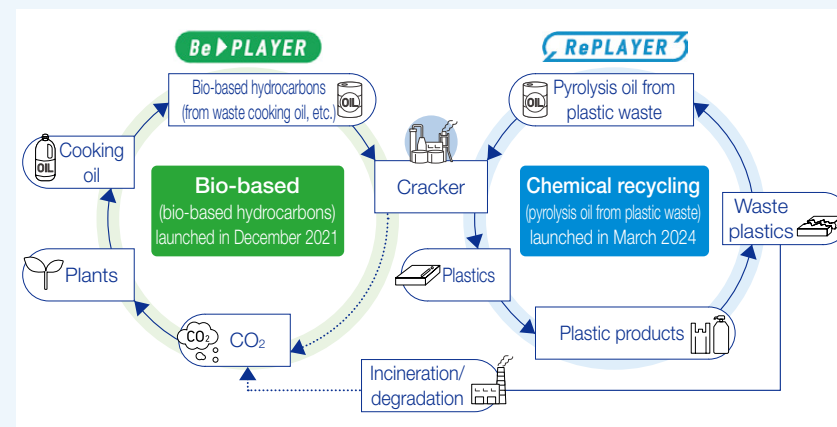 Be PLAYER
RePLAYER
Bio-based hydrocarbons
(from waste cooking oil, etc.)
OIL
OIL
Pyrolysis oil from
plastic waste
OIL
Cooking
oil
Cracker
Bio-based
(bio-based hydrocarbons)
launched in December 2021
Chemical recycling
(pyrolysis oil from plastic waste)
launched in March 2024
Waste
plastics
Plants
Plastics
CO₂
CO₂
Plastic products
Incineration/
degradation